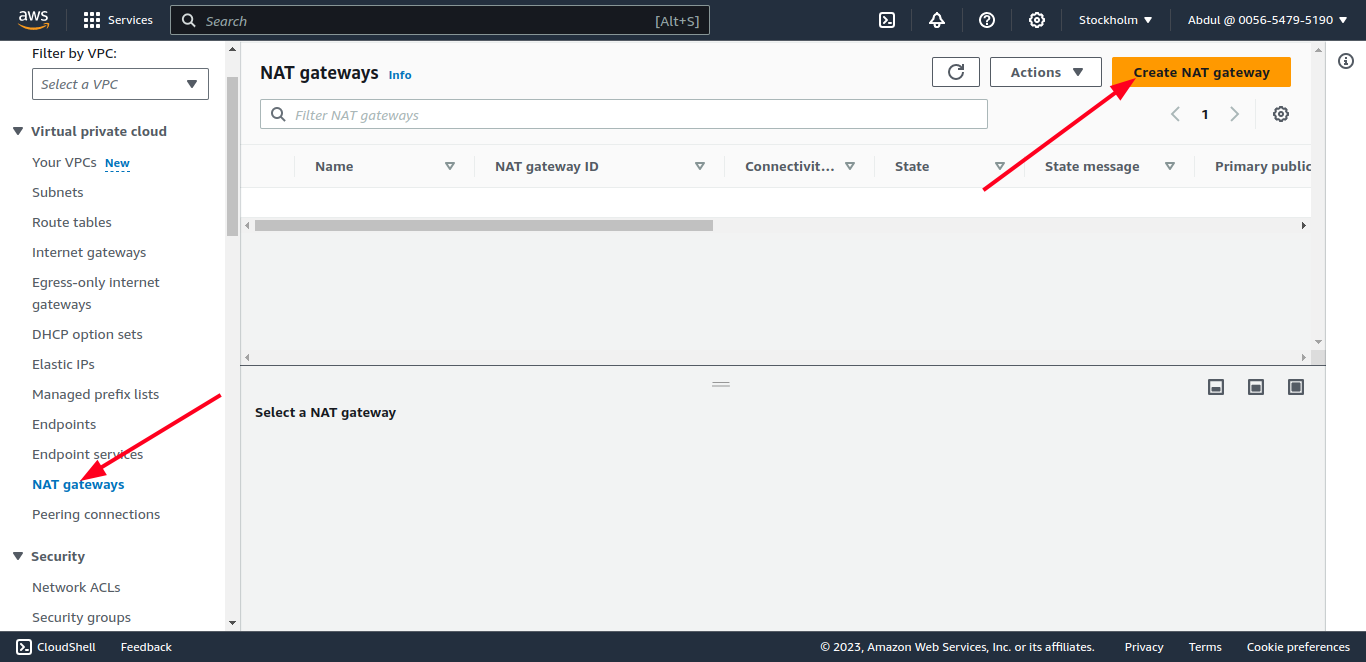 aws
Services
Search [Alt+S]
Stockholm
Abdul @ 0056-5479-5190
Filter by VPC:
Select a VPC
Virtual private cloud
Your VPCs New
Subnets
Route tables
Internet gateways
Egress-only internet
gateways
DHCP option sets
Elastic IPs
Managed prefix lists
Endpoints
Endpoint services
NAT gateways
Peering connections
Security
Network ACLs
Security groups
NAT gateways Info
Actions
Create NAT gateway
Filter NAT gateways
1
Name NAT gateway ID Connectivit... State State message Primary public
Select a NAT gateway
CloudShell Feedback © 2023, Amazon Web Services, Inc. or its affiliates. Privacy Terms Cookie preferences